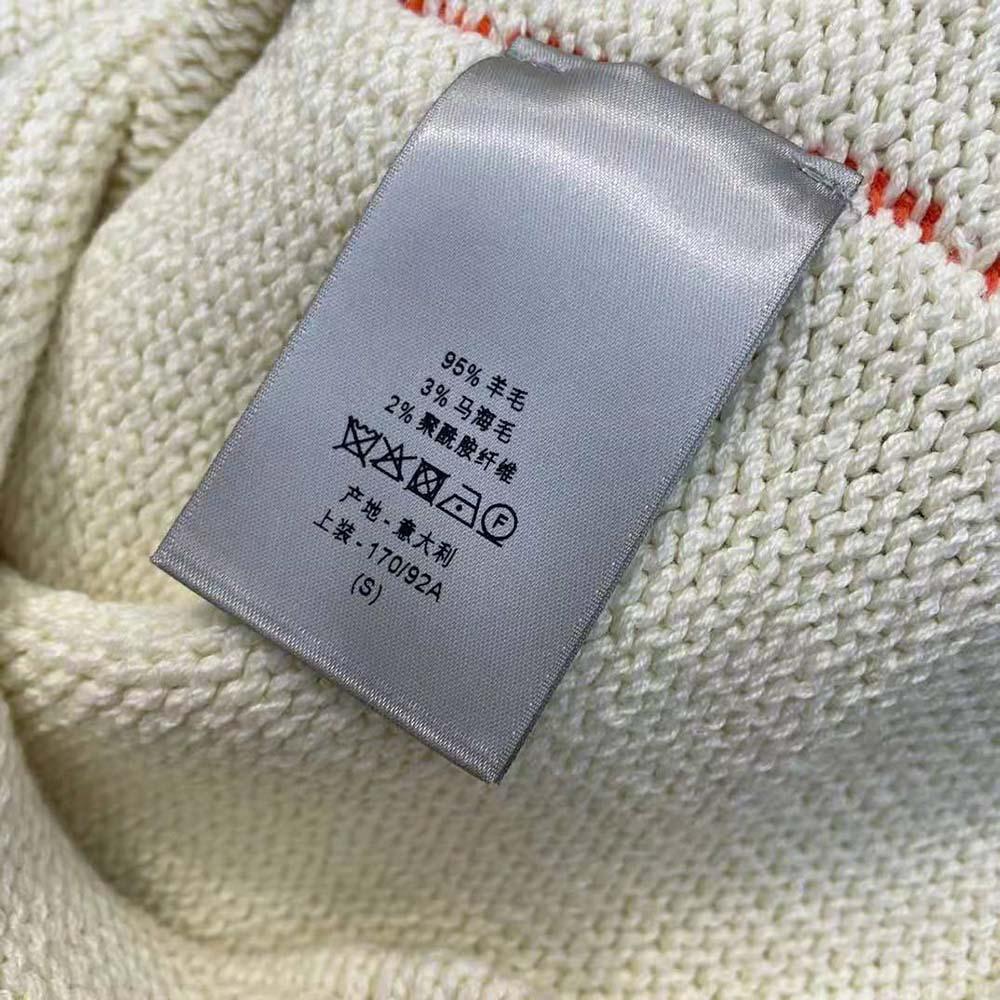 95% 羊毛
3% 马海毛
2% 聚酰胺纤维
F
产地 - 意大利
上装 - 170/92A
(S)